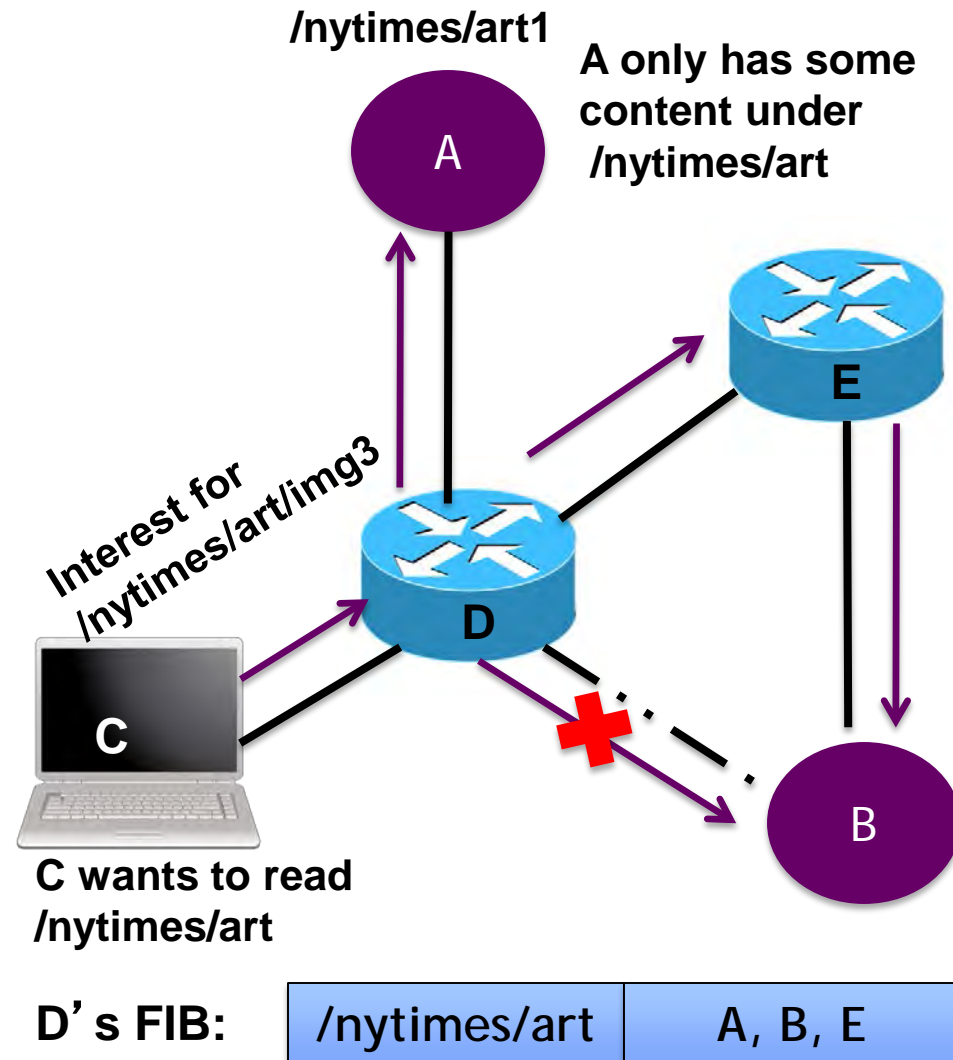 /nytimes/art1
A only has some
content under
/nytimes/art
A
E
Interest for
/nytimes/art/img3
D
C
B
C wants to read
/nytimes/art
D's FIB:
/nytimes/art
A, B, E